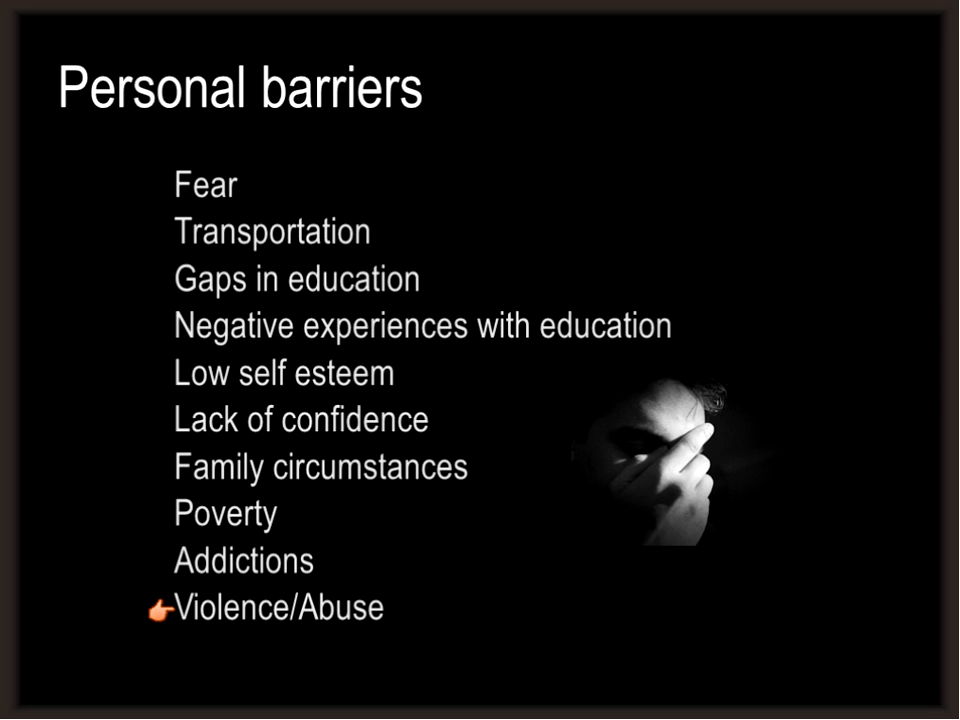 Personal barriers
Fear
Transportation
Gaps in education
Negative experiences with education
Low self esteem
Lack of confidence
Family circumstances
Poverty
Addictions
Violence/Abuse